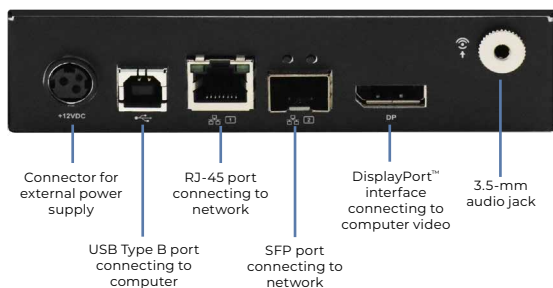 +12VDC
1
2
DP
Connector for
external power
supply
RJ-45 port
connecting to
network
DisplayPort™
interface
connecting to
computer video
3.5-mm
audio jack
USB Type B port
connecting to
computer
SFP port
connecting to
network